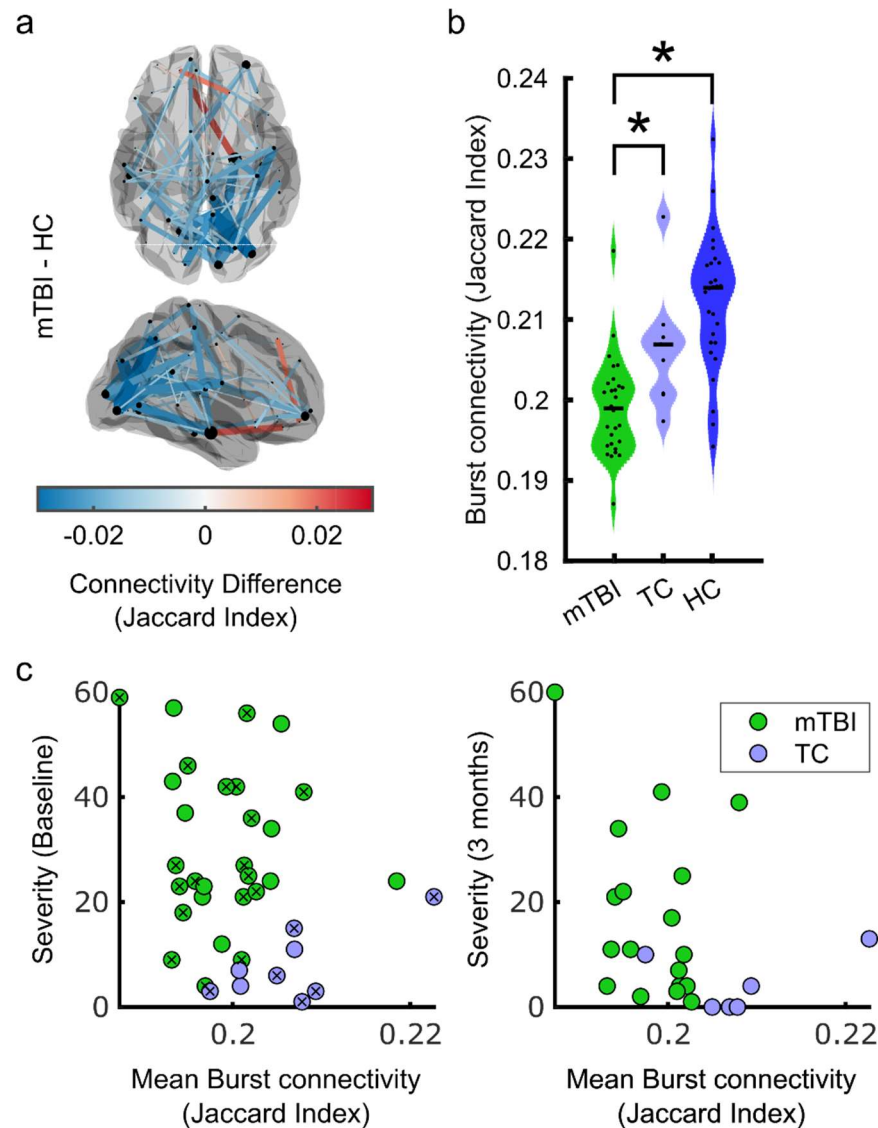 a
mTBI - HC
-0.02 0 0.02
Connectivity Difference
(Jaccard Index)
b
Burst connectivity (Jaccard Index)
0.24
0.23
0.22
0.21
0.2
0.19
0.18
* *
mTBI TC HC
c
Severity (Baseline)
60
40
20
0
0.2 0.22
Mean Burst connectivity
(Jaccard Index)
Severity (3 months)
60
40
20
0
0.2 0.22
Mean Burst connectivity
(Jaccard Index)
mTBI
TC